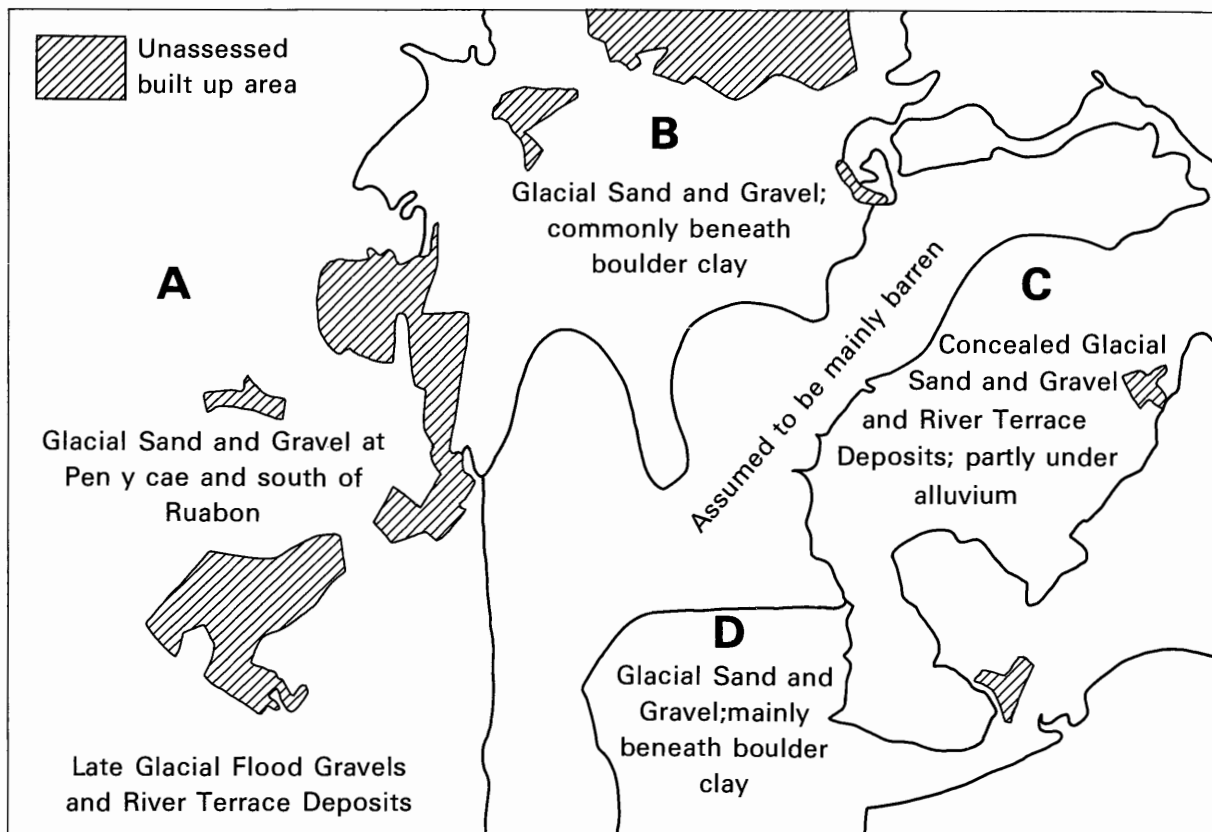 Unassessed
built up area
B
Glacial Sand and Gravel;
commonly beneath
boulder clay
A
Glacial Sand and Gravel at
Pen y cae and south of
Ruabon
Late Glacial Flood Gravels
and River Terrace Deposits
Assumed to be mainly barren
C
Concealed Glacial
Sand and Gravel
and River Terrace
Deposits; partly under
alluvium
D
Glacial Sand and
Gravel;mainly
beneath boulder
clay